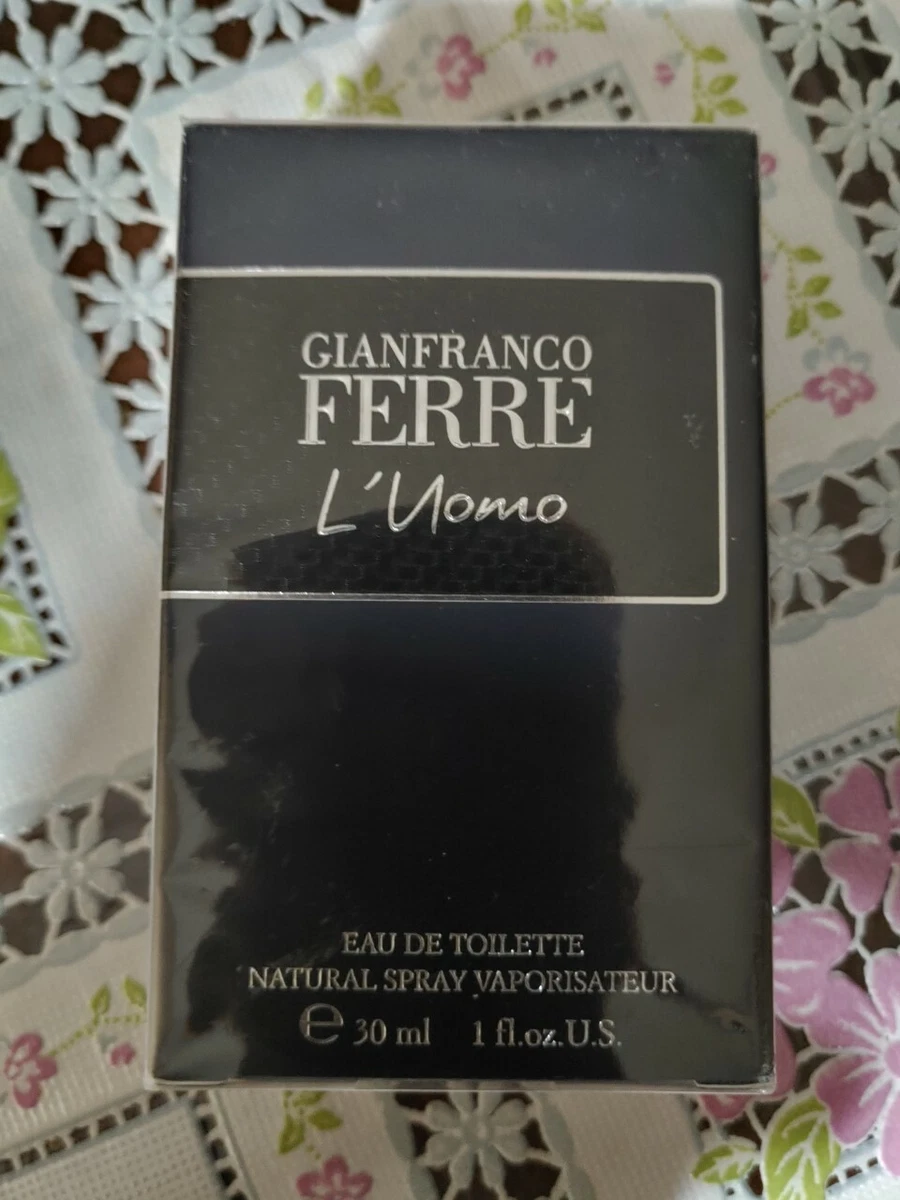 GIANFRANCO
FERRE
L'Uomo
EAU DE TOILETTE
NATURAL SPRAY VAPORISATEUR
℮ 30 ml 1 fl.oz.U.S.